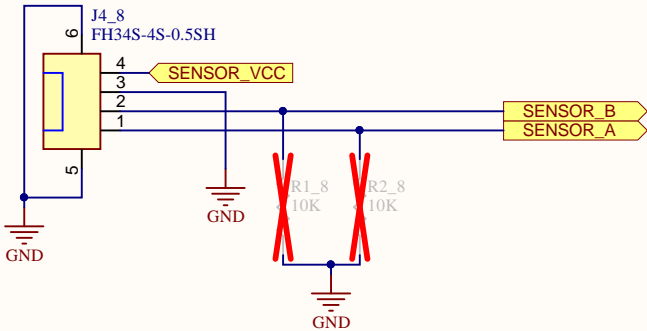 J4_8
FH34S-4S-0.5SH
6
4
SENSOR_VCC
3
2
SENSOR_B
1
SENSOR_A
5
R1_8
R2_8
10K
10K
GND
GND
GND